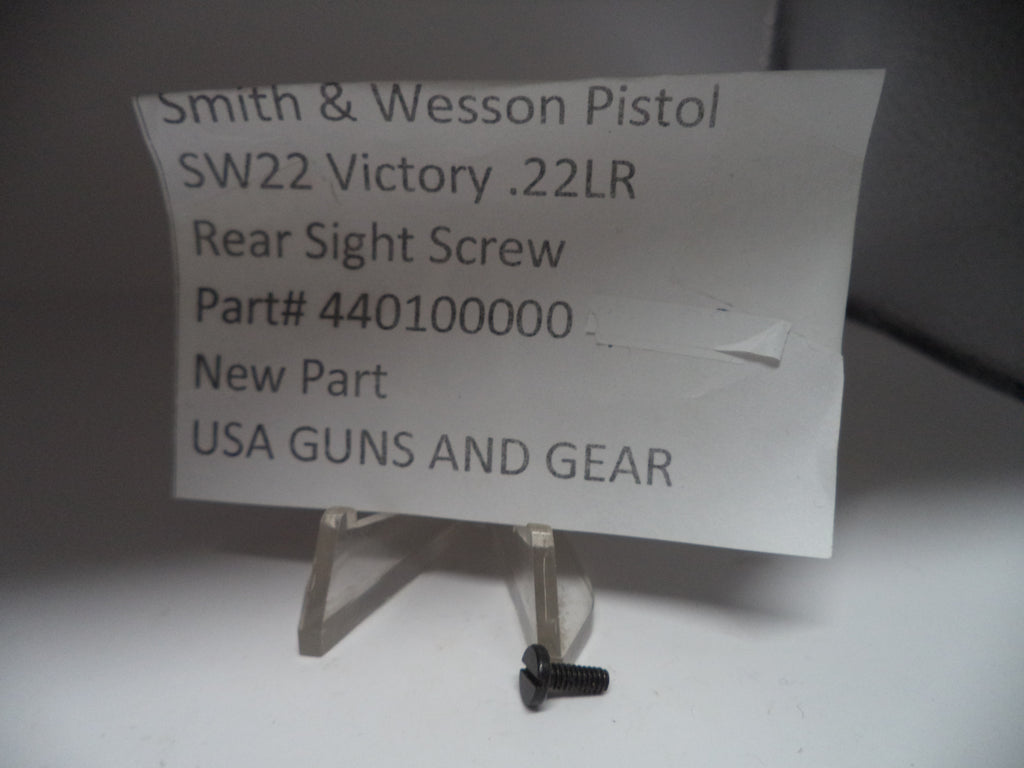 Smith & Wesson Pistol
SW22 Victory .22LR
Rear Sight Screw
Part# 440100000
New Part
USA GUNS AND GEAR